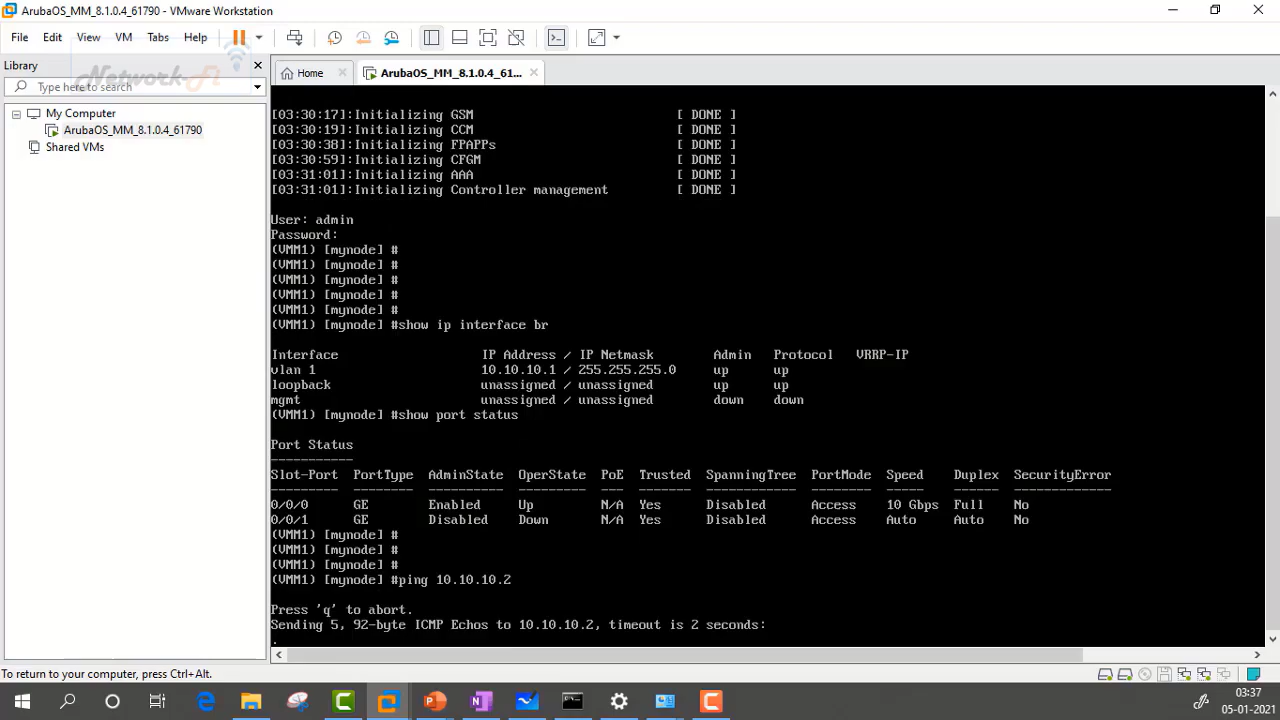 ArubaOS_MM_8.1.0.4_61790 - VMware Workstation
File Edit View VM Tabs Help
Library
Network-
Type here to search
My Computer
ArubaOS_MM_8.1.0.4_61790
Shared VMs
Home
ArubaOS_MM_8.1.0.4_61...
[03:30:17]:Initializing GSM [ DONE ]
[03:30:19]:Initializing CCM [ DONE ]
[03:30:38]:Initializing FPAPPs [ DONE ]
[03:30:59]:Initializing CFGM [ DONE ]
[03:31:01]:Initializing AAA [ DONE ]
[03:31:01]:Initializing Controller management [ DONE ]
User: admin
Password:
(VMM1) [mynode] #
(VMM1) [mynode] #
(VMM1) [mynode] #
(VMM1) [mynode] #
(VMM1) [mynode] #
(VMM1) [mynode] #show ip interface br
Interface IP Address / IP Netmask Admin Protocol VRRP-IP
vlan 1 10.10.10.1 / 255.255.255.0 up up
loopback unassigned / unassigned up up
mgmt unassigned / unassigned down down
(VMM1) [mynode] #show port status
Port Status
-----------
Slot-Port PortType AdminState OperState PoE Trusted SpanningTree PortMode Speed Duplex SecurityError
--------- -------- ---------- --------- --- ------- ------------ -------- ----- ------ -------------
0/0/0 GE Enabled Up N/A Yes Disabled Access 10 Gbps Full No
0/0/1 GE Disabled Down N/A Yes Disabled Access Auto Auto No
(VMM1) [mynode] #
(VMM1) [mynode] #
(VMM1) [mynode] #
(VMM1) [mynode] #ping 10.10.10.2
Press 'q' to abort.
Sending 5, 92-byte ICMP Echos to 10.10.10.2, timeout is 2 seconds:
.
To return to your computer, press Ctrl+Alt.
03:37
05-01-2021